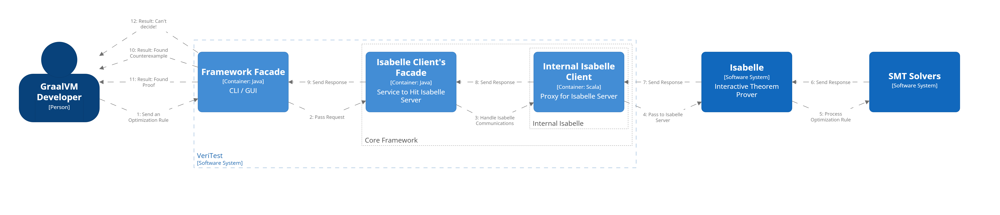 12: Result: Can't
decide!
10: Result: Found
Counterexample
11: Result: Found
Proof
1: Send an
Optimization Rule
GraalVM
Developer
[Person]
Framework Facade
[Container: Java]
CLI / GUI
9: Send Response
2: Pass Request
Isabelle Client's
Facade
[Container: Java]
Service to Hit Isabelle
Server
8: Send Response
3: Handle Isabelle
Communications
Internal Isabelle
Client
[Container: Scala]
Proxy for Isabelle Server
Internal Isabelle
Core Framework
VeriTest
[Software System]
7: Send Response
4: Pass to Isabelle
Server
Isabelle
[Software System]
Interactive Theorem
Prover
6: Send Response
5: Process
Optimization Rule
SMT Solvers
[Software System]